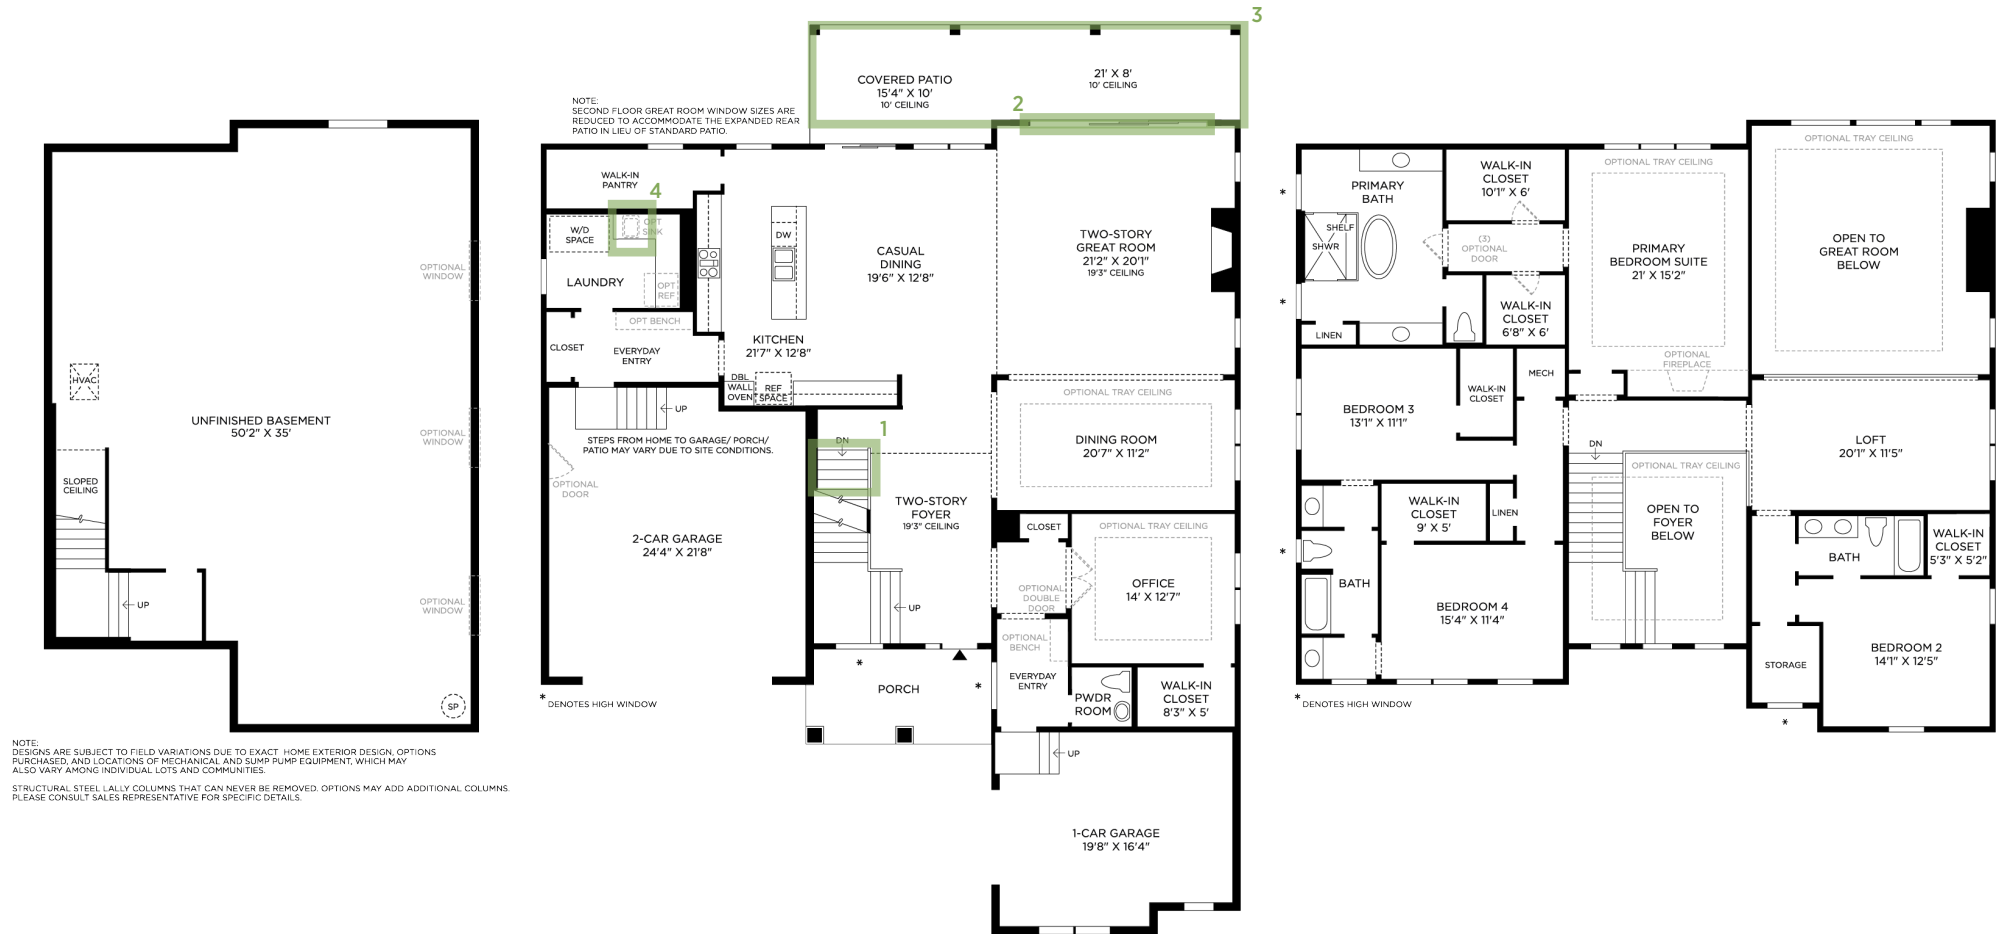 OPTIONAL
WINDOW
HVAC
UNFINISHED BASEMENT
50'2" X 35'
OPTIONAL
WINDOW
SLOPED
CEILING
UP
OPTIONAL
WINDOW
SP
NOTE:
DESIGNS ARE SUBJECT TO FIELD VARIATIONS DUE TO EXACT HOME EXTERIOR DESIGN, OPTIONS
PURCHASED, AND LOCATIONS OF MECHANICAL AND SUMP PUMP EQUIPMENT, WHICH MAY
ALSO VARY AMONG INDIVIDUAL LOTS AND COMMUNITIES.
STRUCTURAL STEEL LALLY COLUMNS THAT CAN NEVER BE REMOVED. OPTIONS MAY ADD ADDITIONAL COLUMNS.
PLEASE CONSULT SALES REPRESENTATIVE FOR SPECIFIC DETAILS.
3
COVERED PATIO
15'4" X 10'
10' CEILING
21' X 8'
10' CEILING
NOTE:
SECOND FLOOR GREAT ROOM WINDOW SIZES ARE
REDUCED TO ACCOMMODATE THE EXPANDED REAR
PATIO IN LIEU OF STANDARD PATIO.
2
WALK-IN
PANTRY
4
W/D
SPACE
OPT
SINK
LAUNDRY
OPT
REF
OPT BENCH
CLOSET
EVERYDAY
ENTRY
DW
CASUAL
DINING
19'6" X 12'8"
KITCHEN
21'7" X 12'8"
DBL
WALL
OVEN
REF
SPACE
TWO-STORY
GREAT ROOM
21'2" X 20'1"
19'3" CEILING
OPTIONAL TRAY CEILING
DINING ROOM
20'7" X 11'2"
UP
STEPS FROM HOME TO GARAGE/ PORCH/
PATIO MAY VARY DUE TO SITE CONDITIONS.
OPTIONAL
DOOR
2-CAR GARAGE
24'4" X 21'8"
1
DN
TWO-STORY
FOYER
19'3" CEILING
UP
CLOSET
OPTIONAL TRAY CEILING
OFFICE
14' X 12'7"
OPTIONAL
DOUBLE
DOOR
OPTIONAL
BENCH
EVERYDAY
ENTRY
PWDR
ROOM
WALK-IN
CLOSET
8'3" X 5'
*
*
PORCH
* DENOTES HIGH WINDOW
UP
1-CAR GARAGE
19'8" X 16'4"
*
PRIMARY
BATH
WALK-IN
CLOSET
10'1" X 6'
SHELF
SHWR
(3)
OPTIONAL
DOOR
*
WALK-IN
CLOSET
6'8" X 6'
LINEN
OPTIONAL TRAY CEILING
PRIMARY
BEDROOM SUITE
21' X 15'2"
OPTIONAL
FIREPLACE
OPTIONAL TRAY CEILING
OPEN TO
GREAT ROOM
BELOW
MECH
WALK-IN
CLOSET
BEDROOM 3
13'1" X 11'1"
DN
OPTIONAL TRAY CEILING
OPEN TO
FOYER
BELOW
LOFT
20'1" X 11'5"
WALK-IN
CLOSET
9' X 5'
LINEN
*
BATH
BEDROOM 4
15'4" X 11'4"
BATH
WALK-IN
CLOSET
5'3" X 5'2"
STORAGE
BEDROOM 2
14'1" X 12'5"
*
* DENOTES HIGH WINDOW